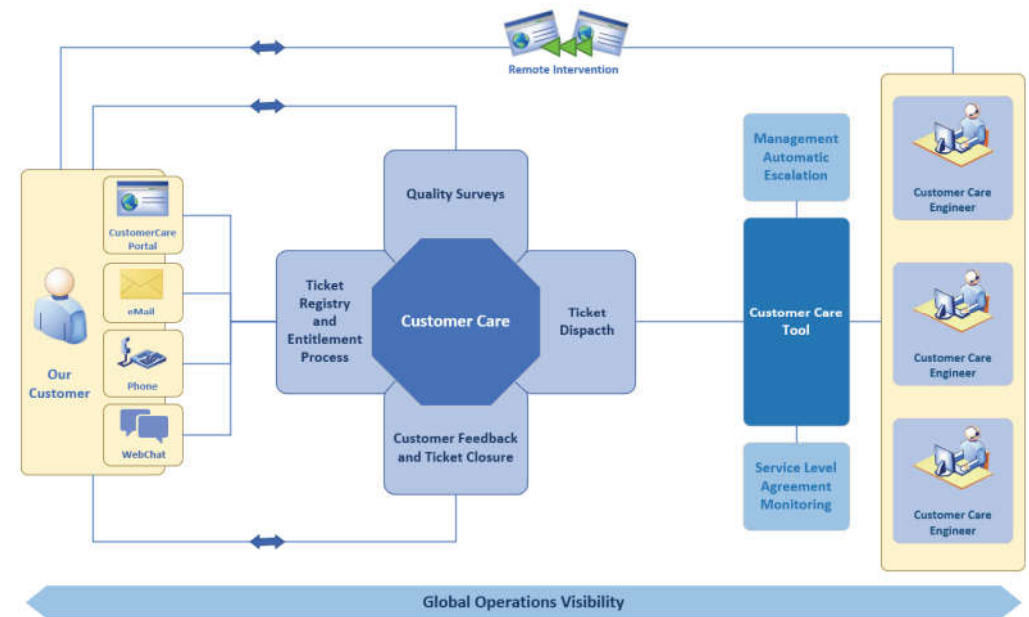 Remote Intervention
Management
Automatic
Escalation
Customer Care
Engineer
Quality Surveys
CustomerCare
Portal
eMail
Our
Customer
Phone
WebChat
Ticket
Registry
and
Entitlement
Process
Customer Care
Ticket
Dispacth
Customer Care
Tool
Customer Care
Engineer
Customer Feedback
and Ticket Closure
Service Level
Agreement
Monitoring
Customer Care
Engineer
Global Operations Visibility